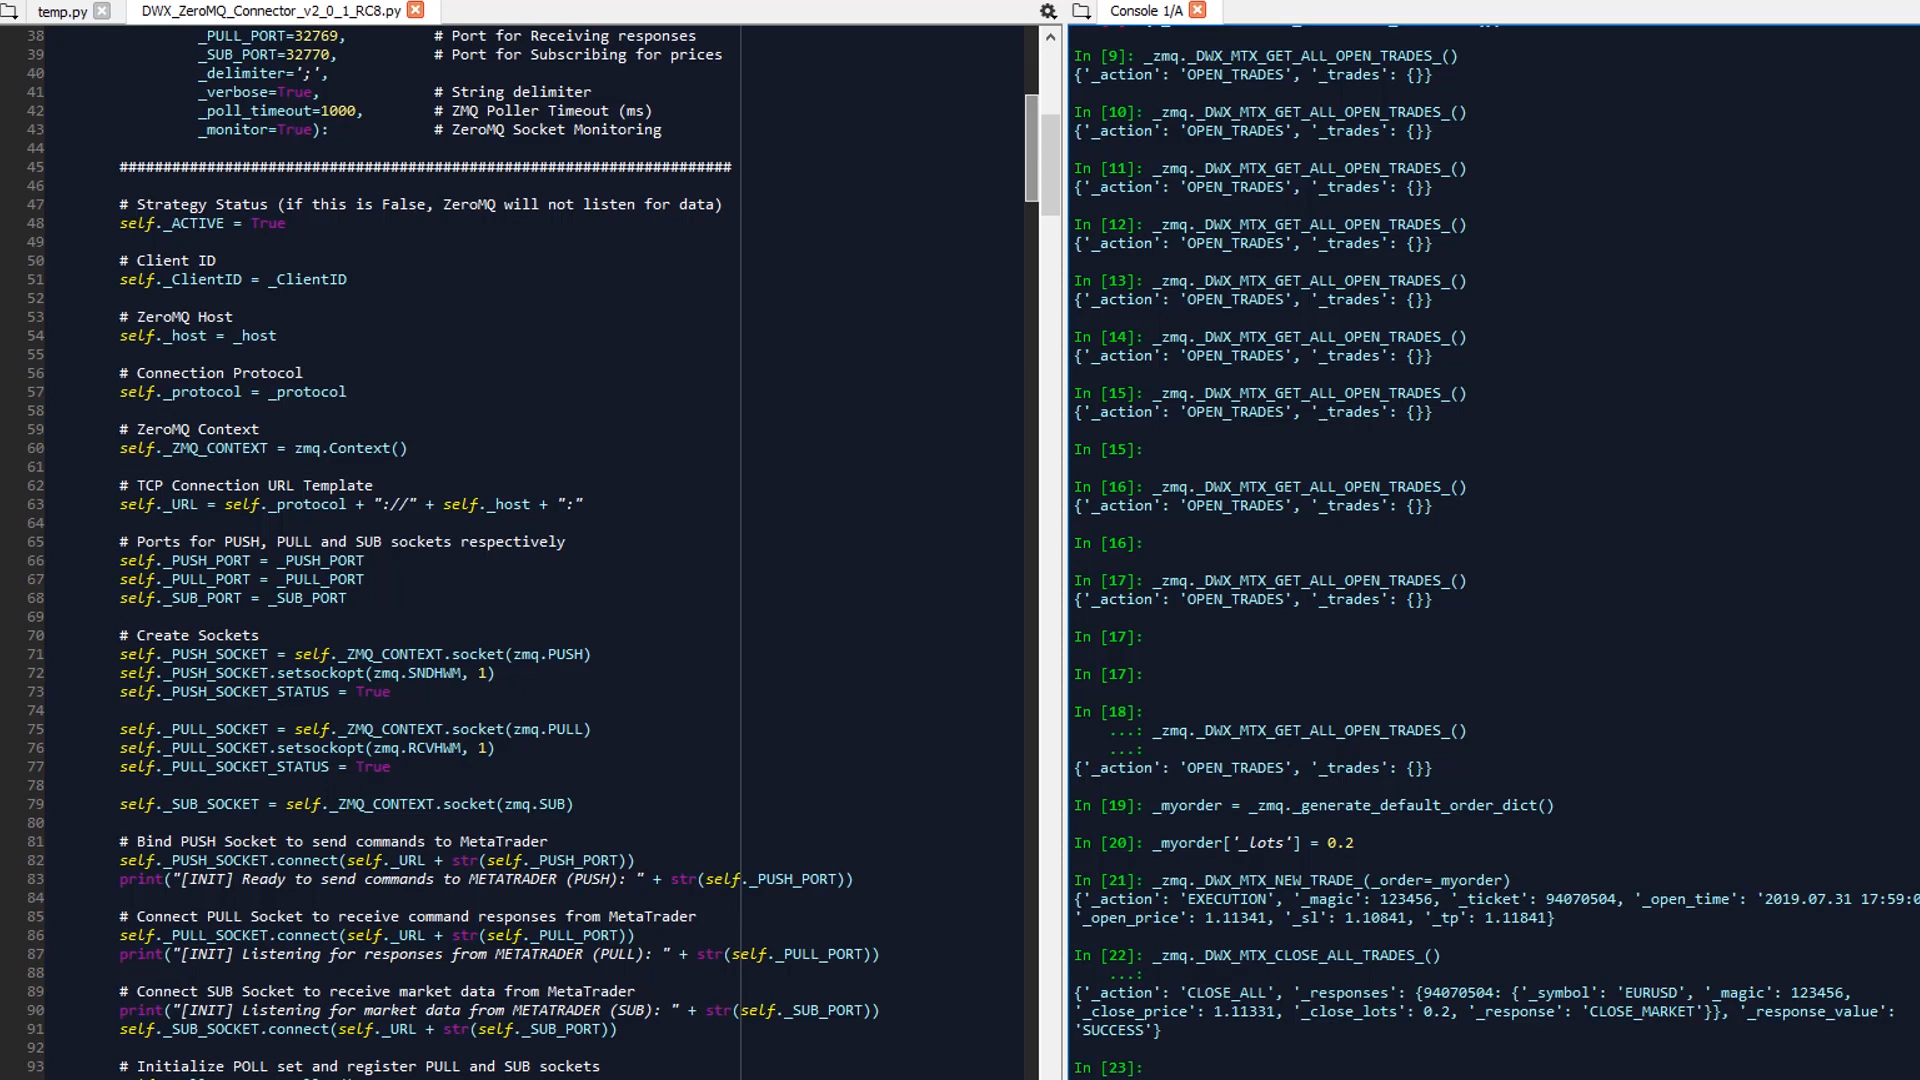 temp.py
DWX_ZeroMQ_Connector_v2_0_1_RC8.py
38 _PULL_PORT=32769, # Port for Receiving responses
39 _SUB_PORT=32770, # Port for Subscribing for prices
40 _delimiter=';',
41 _verbose=True, # String delimiter
42 _poll_timeout=1000, # ZMQ Poller Timeout (ms)
43 _monitor=True): # ZeroMQ Socket Monitoring
44
45 ######################################################################
46
47 # Strategy Status (if this is False, ZeroMQ will not listen for data)
48 self._ACTIVE = True
49
50 # Client ID
51 self._ClientID = _ClientID
52
53 # ZeroMQ Host
54 self._host = _host
55
56 # Connection Protocol
57 self._protocol = _protocol
58
59 # ZeroMQ Context
60 self._ZMQ_CONTEXT = zmq.Context()
61
62 # TCP Connection URL Template
63 self._URL = self._protocol + "://" + self._host + ":"
64
65 # Ports for PUSH, PULL and SUB sockets respectively
66 self._PUSH_PORT = _PUSH_PORT
67 self._PULL_PORT = _PULL_PORT
68 self._SUB_PORT = _SUB_PORT
69
70 # Create Sockets
71 self._PUSH_SOCKET = self._ZMQ_CONTEXT.socket(zmq.PUSH)
72 self._PUSH_SOCKET.setsockopt(zmq.SNDHWM, 1)
73 self._PUSH_SOCKET_STATUS = True
74
75 self._PULL_SOCKET = self._ZMQ_CONTEXT.socket(zmq.PULL)
76 self._PULL_SOCKET.setsockopt(zmq.RCVHWM, 1)
77 self._PULL_SOCKET_STATUS = True
78
79 self._SUB_SOCKET = self._ZMQ_CONTEXT.socket(zmq.SUB)
80
81 # Bind PUSH Socket to send commands to MetaTrader
82 self._PUSH_SOCKET.connect(self._URL + str(self._PUSH_PORT))
83 print("[INIT] Ready to send commands to METATRADER (PUSH): " + str(self._PUSH_PORT))
84
85 # Connect PULL Socket to receive command responses from MetaTrader
86 self._PULL_SOCKET.connect(self._URL + str(self._PULL_PORT))
87 print("[INIT] Listening for responses from METATRADER (PULL): " + str(self._PULL_PORT))
88
89 # Connect SUB Socket to receive market data from MetaTrader
90 print("[INIT] Listening for market data from METATRADER (SUB): " + str(self._SUB_PORT))
91 self._SUB_SOCKET.connect(self._URL + str(self._SUB_PORT))
92
93 # Initialize POLL set and register PULL and SUB sockets
Console 1/A
In [9]: _zmq._DWX_MTX_GET_ALL_OPEN_TRADES_()
{'_action': 'OPEN_TRADES', '_trades': {}}
In [10]: _zmq._DWX_MTX_GET_ALL_OPEN_TRADES_()
{'_action': 'OPEN_TRADES', '_trades': {}}
In [11]: _zmq._DWX_MTX_GET_ALL_OPEN_TRADES_()
{'_action': 'OPEN_TRADES', '_trades': {}}
In [12]: _zmq._DWX_MTX_GET_ALL_OPEN_TRADES_()
{'_action': 'OPEN_TRADES', '_trades': {}}
In [13]: _zmq._DWX_MTX_GET_ALL_OPEN_TRADES_()
{'_action': 'OPEN_TRADES', '_trades': {}}
In [14]: _zmq._DWX_MTX_GET_ALL_OPEN_TRADES_()
{'_action': 'OPEN_TRADES', '_trades': {}}
In [15]: _zmq._DWX_MTX_GET_ALL_OPEN_TRADES_()
{'_action': 'OPEN_TRADES', '_trades': {}}
In [15]:
In [16]: _zmq._DWX_MTX_GET_ALL_OPEN_TRADES_()
{'_action': 'OPEN_TRADES', '_trades': {}}
In [16]:
In [17]: _zmq._DWX_MTX_GET_ALL_OPEN_TRADES_()
{'_action': 'OPEN_TRADES', '_trades': {}}
In [17]:
In [17]:
In [18]:
...: _zmq._DWX_MTX_GET_ALL_OPEN_TRADES_()
...:
{'_action': 'OPEN_TRADES', '_trades': {}}
In [19]: _myorder = _zmq._generate_default_order_dict()
In [20]: _myorder['_lots'] = 0.2
In [21]: _zmq._DWX_MTX_NEW_TRADE_(_order=_myorder)
{'_action': 'EXECUTION', '_magic': 123456, '_ticket': 94070504, '_open_time': '2019.07.31 17:59:0
'_open_price': 1.11341, '_sl': 1.10841, '_tp': 1.11841}
In [22]: _zmq._DWX_MTX_CLOSE_ALL_TRADES_()
...:
{'_action': 'CLOSE_ALL', '_responses': {94070504: {'_symbol': 'EURUSD', '_magic': 123456,
'_close_price': 1.11331, '_close_lots': 0.2, '_response': 'CLOSE_MARKET'}}, '_response_value':
'SUCCESS'}
In [23]: